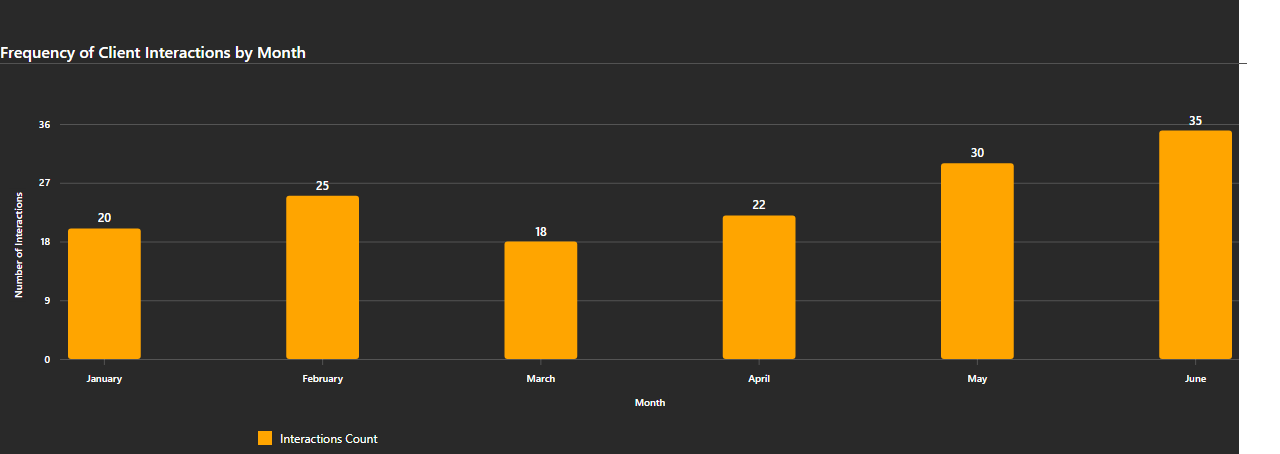 Frequency of Client Interactions by Month
36
27
18
9
0
Number of Interactions
20
25
18
22
30
35
January February March April May June
Month
Interactions Count